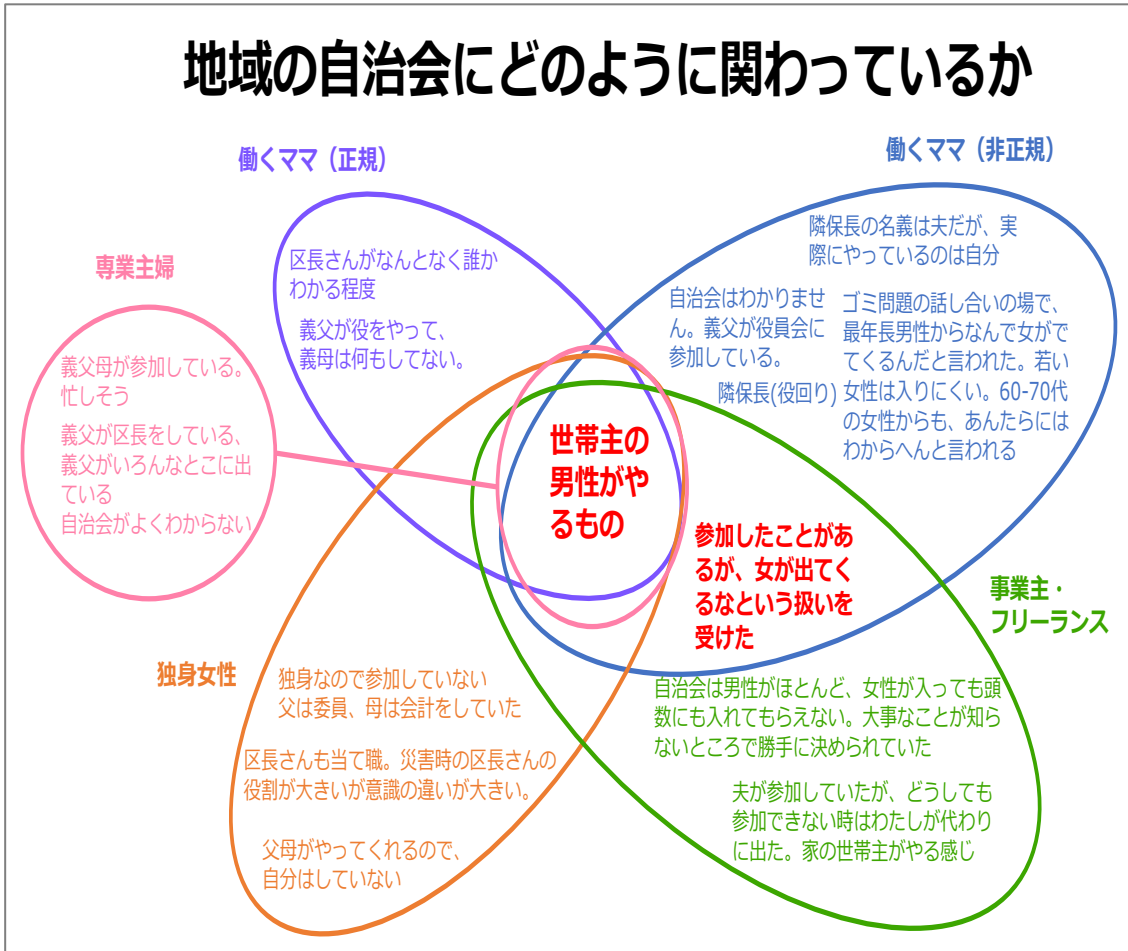 地域の自治会にどのように関わっているか
働くママ（正規）
区長さんがなんとなく誰か
わかる程度
義父が役をやって、
義母は何もしてない。
働くママ（非正規）
隣保長の名義は夫だが、実
際にやっているのは自分
自治会はわかりませ
ん。義父が役員会に
参加している。
ゴミ問題の話し合いの場で、
最年長男性からなんで女がで
てくるんだと言われた。若い
女性は入りにくい。60-70代
の女性からも、あんたらには
わからへんと言われる
隣保長(役回り)
専業主婦
義父母が参加している。
忙しそう
義父が区長をしている、
義父がいろんなとこに出
ている
自治会がよくわからない
世帯主の
男性がや
るもの
参加したことがあ
るが、女が出てく
るなという扱いを
受けた
事業主・
フリーランス
自治会は男性がほとんど、女性が入っても頭
数にも入れてもらえない。大事なことが知ら
ないところで勝手に決められていた
夫が参加していたが、どうしても
参加できない時はわたしが代わり
に出た。家の世帯主がやる感じ
独身女性
独身なので参加していない
父は委員、母は会計をしていた
区長さんも当て職。災害時の区長さんの
役割が大きいが意識の違いが大きい。
父母がやってくれるので、
自分はしていない